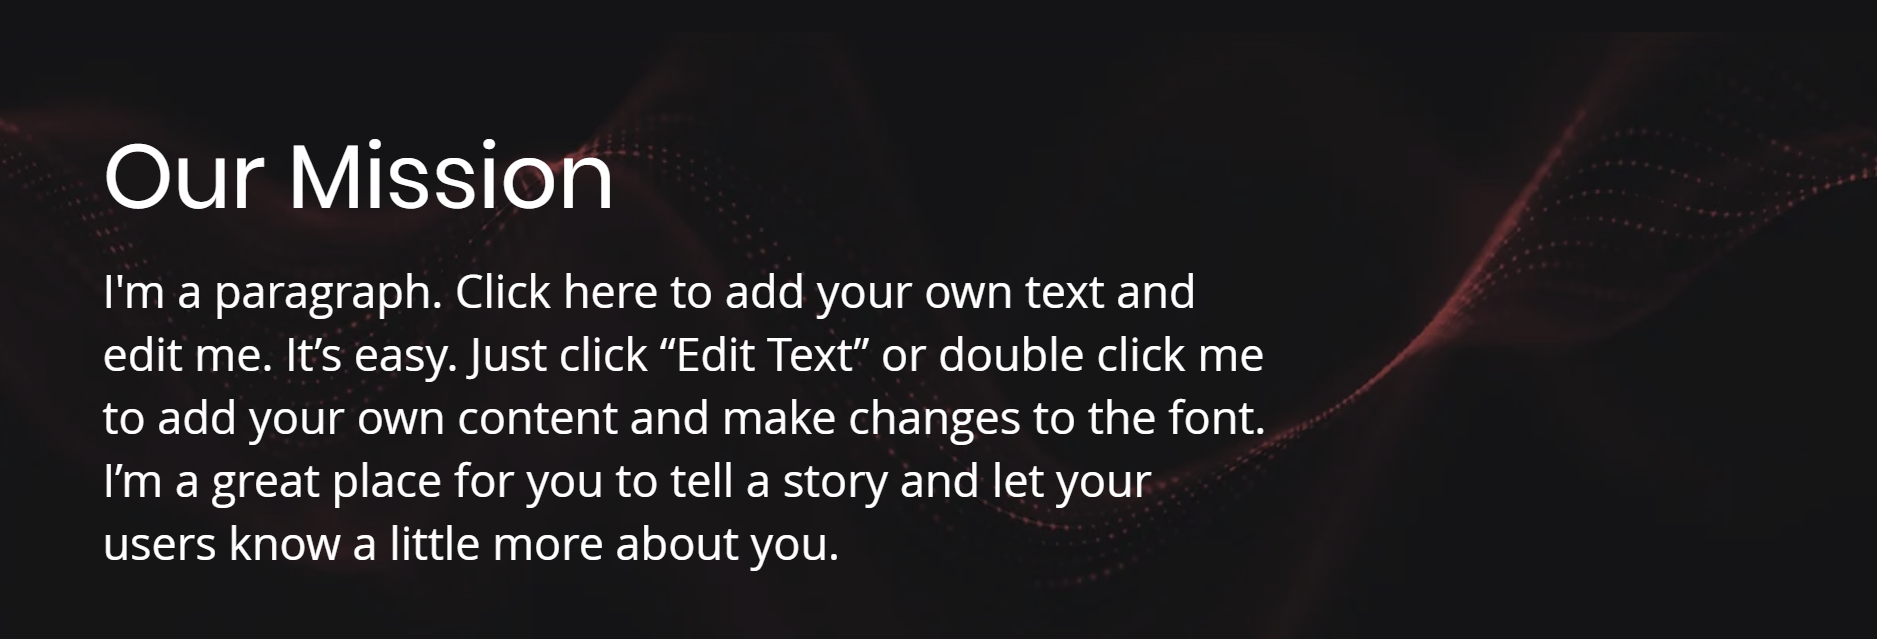 Our Mission
I'm a paragraph. Click here to add your own text and
edit me. It’s easy. Just click “Edit Text” or double click me
to add your own content and make changes to the font.
I’m a great place for you to tell a story and let your
users know a little more about you.